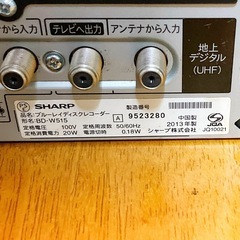 ナから入力
テレビへ出力
アンテナから入力
地上
デジタル
(UHF)
PS
E
SHARP
製造番号
品名:ブルーレイディスクレコーダー
形名:BD-W515
A
9523280
定格電圧 100V 定格周波数 50/60Hz
定格消費電力 20W 電源切時 0.18W
中国製
2013年製
シャープ株式会社
S
JQA
JQ10021